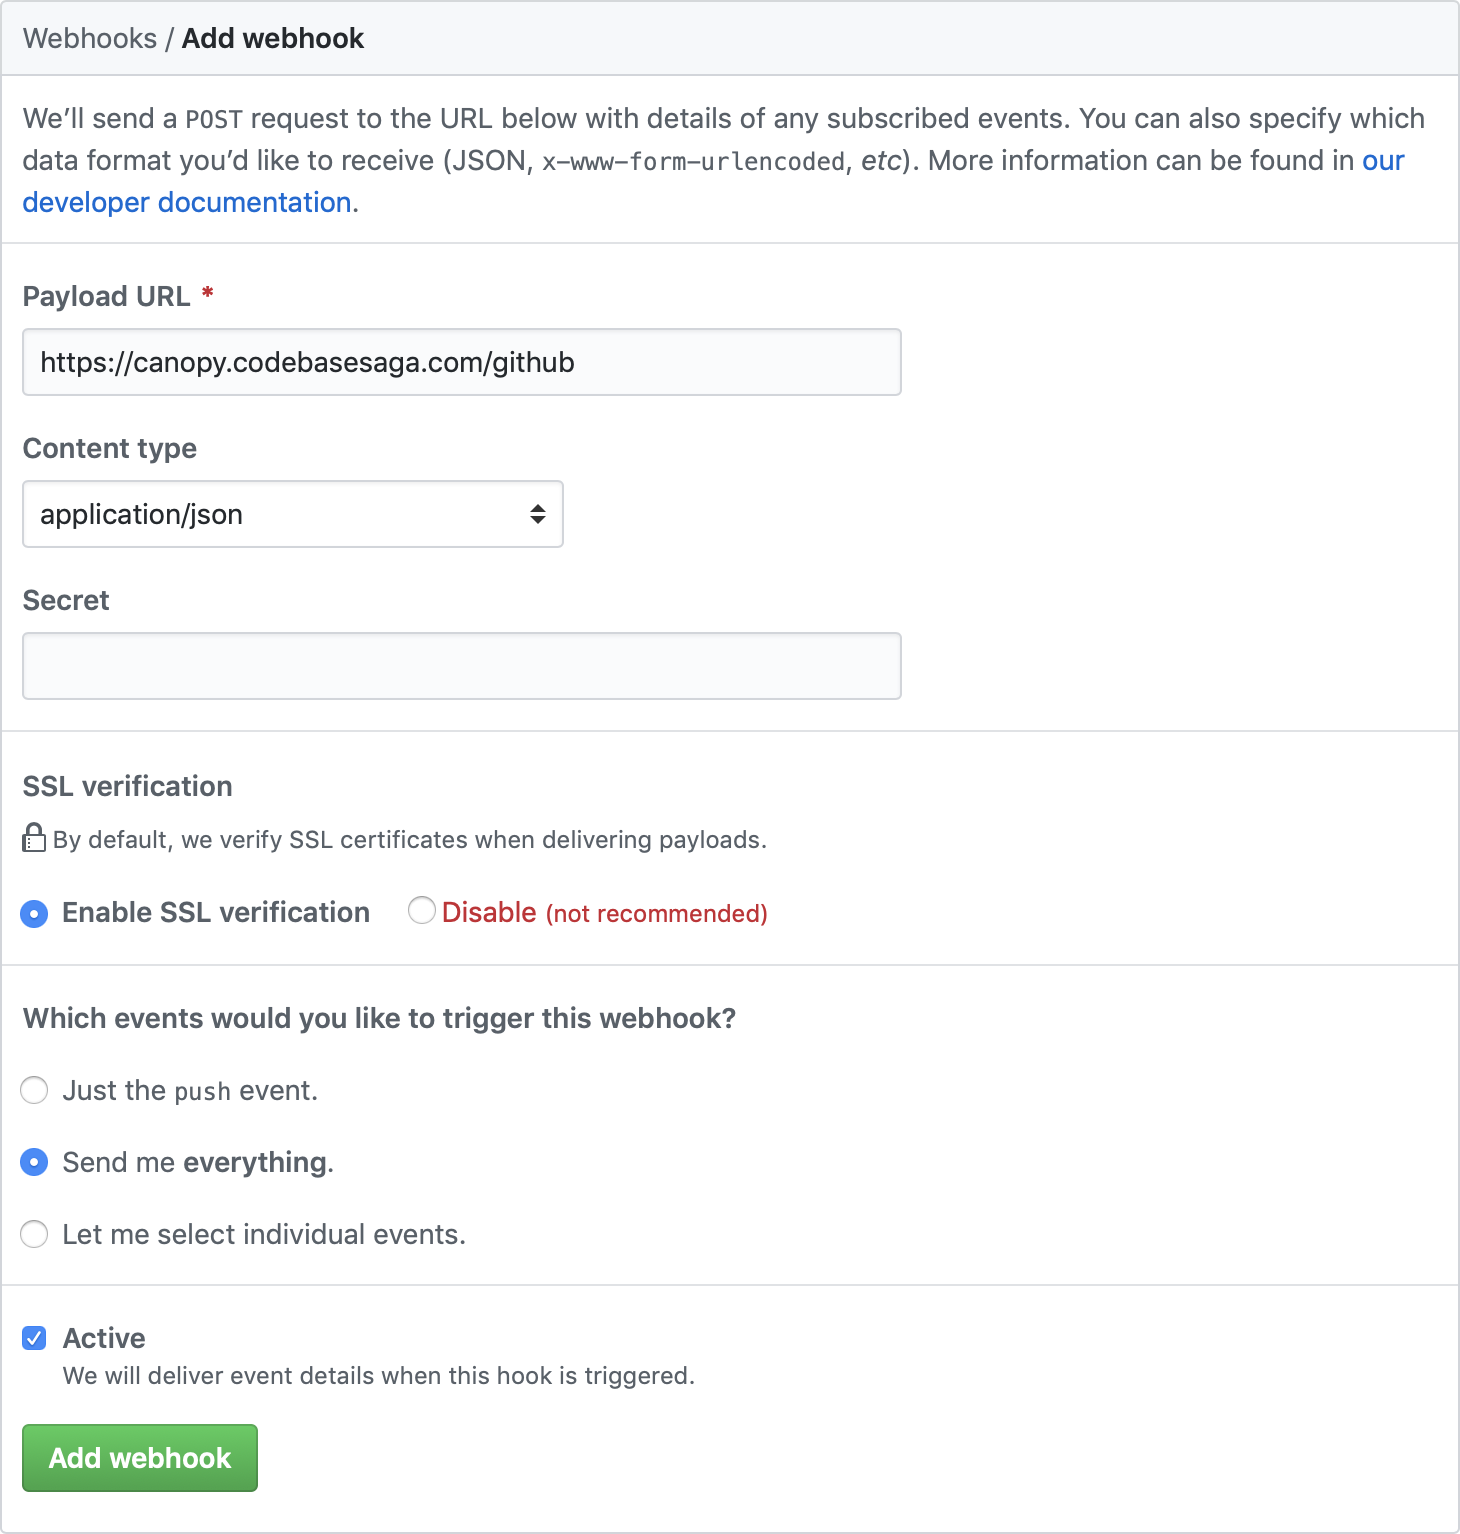 Webhooks / Add webhook
We’ll send a POST request to the URL below with details of any subscribed events. You can also specify which
data format you’d like to receive (JSON, x-www-form-urlencoded, etc). More information can be found in our
developer documentation.
Payload URL *
https://canopy.codebasesaga.com/github
Content type
application/json
Secret
SSL verification
By default, we verify SSL certificates when delivering payloads.
Enable SSL verification Disable (not recommended)
Which events would you like to trigger this webhook?
Just the push event.
Send me everything.
Let me select individual events.
Active
We will deliver event details when this hook is triggered.
Add webhook